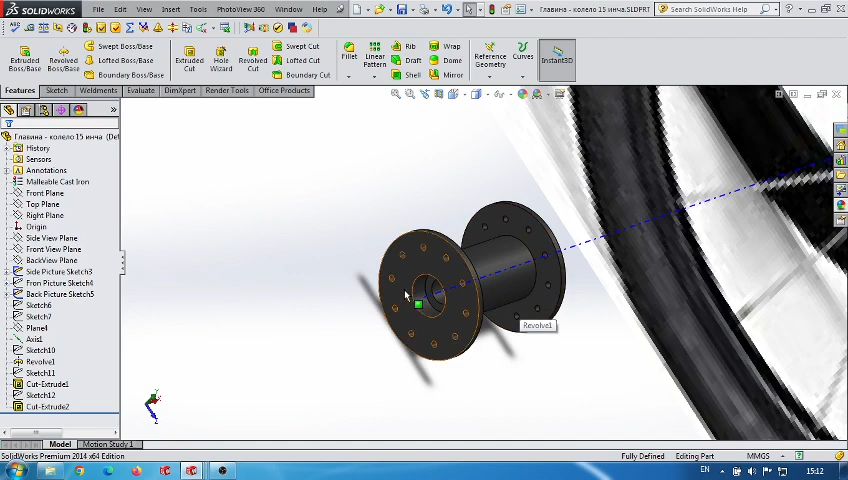 SOLIDWORKS File Edit View Insert Tools PhotoView 360 Window Help Главина - колело 15 инча.SLDPRT Search SolidWorks Help
Extruded Boss/Base
Revolved Boss/Base
Swept Boss/Base
Lofted Boss/Base
Boundary Boss/Base
Extruded Cut
Hole Wizard
Revolved Cut
Swept Cut
Lofted Cut
Boundary Cut
Fillet
Linear Pattern
Rib
Draft
Shell
Wrap
Dome
Mirror
Reference Geometry
Curves
Instant3D
Features Sketch Weldments Evaluate DimXpert Render Tools Office Products
Главина - колело 15 инча (Det
History
Sensors
Annotations
Malleable Cast Iron
Front Plane
Top Plane
Right Plane
Origin
Side View Plane
Front View Plane
BackView Plane
Side Picture Sketch3
Fron Picture Sketch4
Back Picture Sketch5
Sketch6
Sketch7
Plane4
Axis1
Sketch10
Revolve1
Sketch11
Cut-Extrude1
Sketch12
Cut-Extrude2
Revolve1
Y
X
Z
Model Motion Study 1
SolidWorks Premium 2014 x64 Edition Fully Defined Editing Part MMGS
EN 15:12